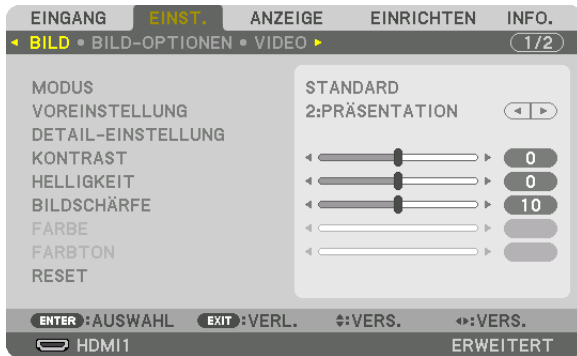 EINGANG EINST. ANZEIGE EINRICHTEN INFO.
BILD • BILD-OPTIONEN • VIDEO 1/2
MODUS STANDARD
VOREINSTELLUNG 2:PRÄSENTATION
DETAIL-EINSTELLUNG
KONTRAST 0
HELLIGKEIT 0
BILDSCHÄRFE 10
FARBE
FARBTON
RESET
ENTER:AUSWAHL EXIT:VERL. :VERS. :VERS.
HDMI1 ERWEITERT